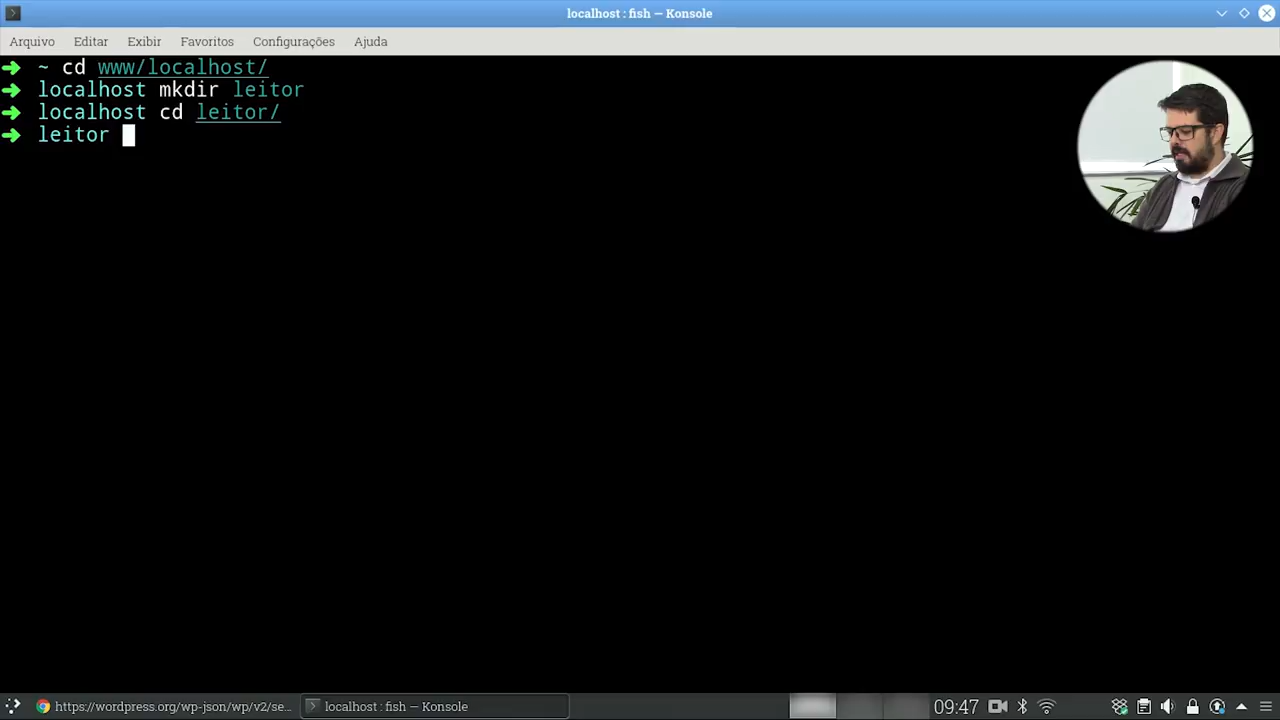 localhost : fish — Konsole
Arquivo Editar Exibir Favoritos Configurações Ajuda
➜ ~ cd www/localhost/
➜ localhost mkdir leitor
➜ localhost cd leitor/
➜ leitor
https://wordpress.org/wp-json/wp/v2/se... localhost : fish — Konsole 09:47